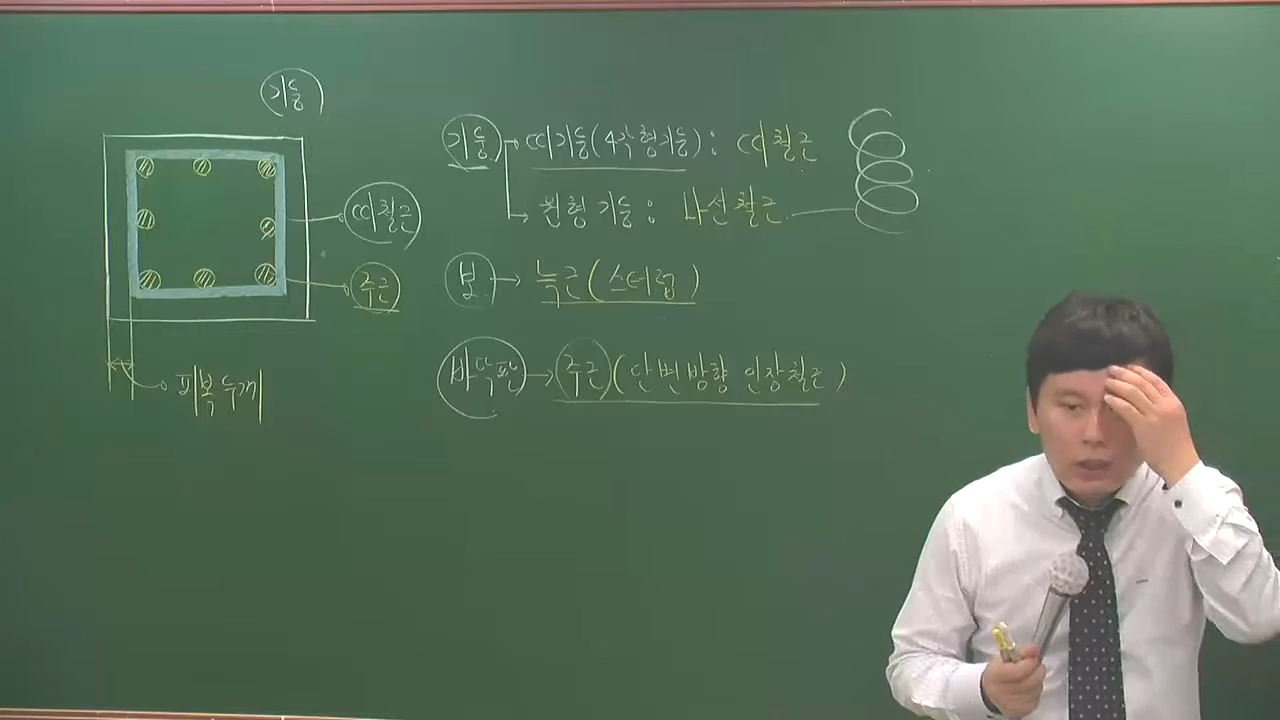 기둥
띠철근
주근
피복두께
기둥 → 띠기둥(4각형기둥) : 띠철근
→ 원형기둥 : 나선철근
보 → 늑근(스터럽)
바닥판 → 주근(단변방향 인장철근)